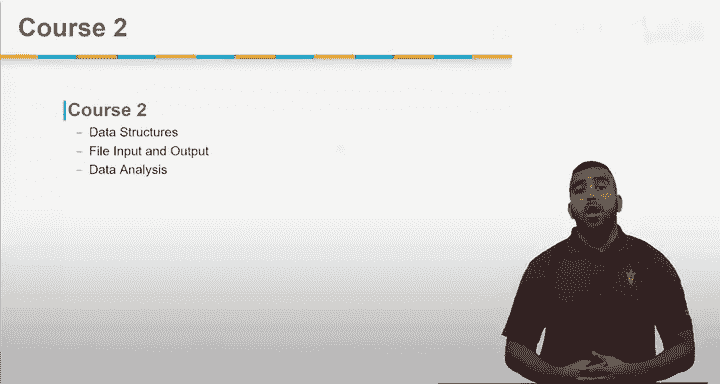 Course 2
Course 2
– Data Structures
– File Input and Output
– Data Analysis